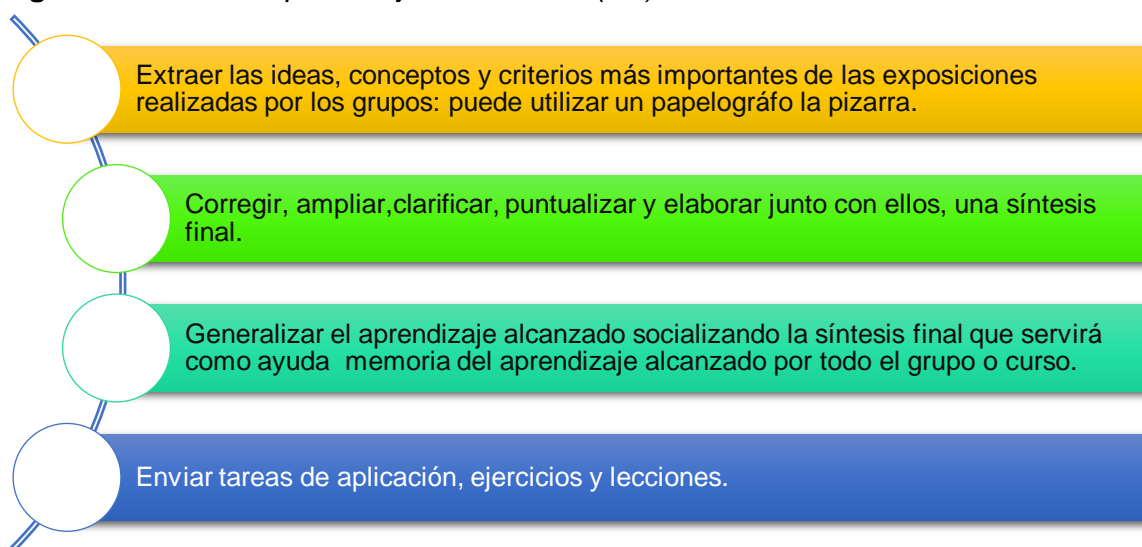 Extraer las ideas, conceptos y criterios más importantes de las exposiciones
realizadas por los grupos: puede utilizar un papelográfo la pizarra.
Corregir, ampliar,clarificar, puntualizar y elaborar junto con ellos, una síntesis
final.
Generalizar el aprendizaje alcanzado socializando la síntesis final que servirá
como ayuda  memoria del aprendizaje alcanzado por todo el grupo o curso.
Enviar tareas de aplicación, ejercicios y lecciones.